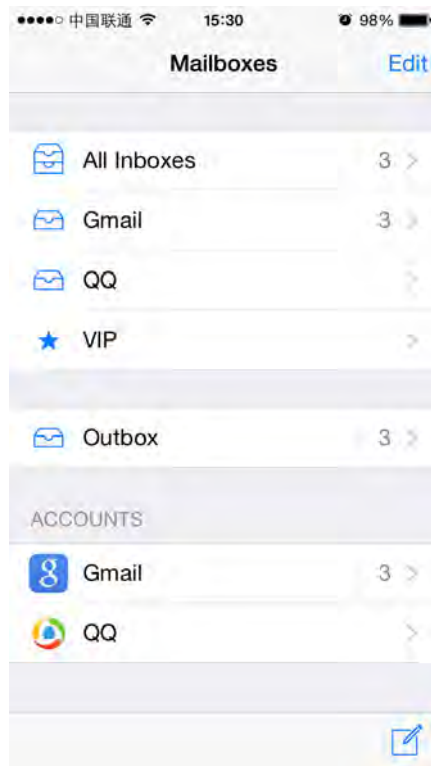 中国联通 15:30 98%
Mailboxes Edit
All Inboxes 3
Gmail 3
QQ
VIP
Outbox 3
ACCOUNTS
8 Gmail 3
QQ